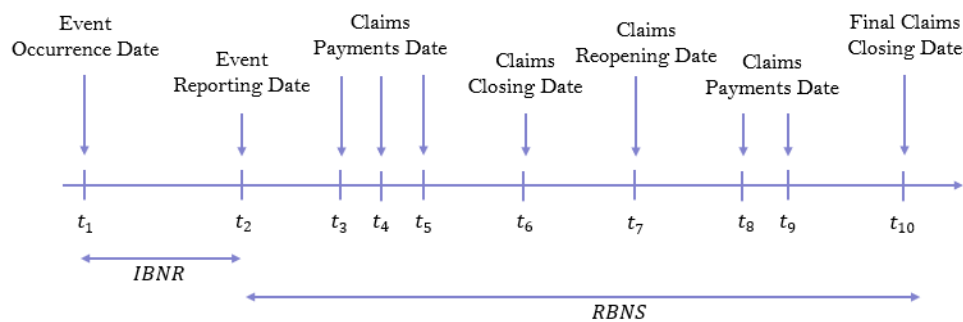 Event
Occurrence Date
Event
Reporting Date
Claims
Payments Date
Claims
Closing Date
Claims
Reopening Date
Claims
Payments Date
Final Claims
Closing Date
t₁
t₂
t₃
t₄
t₅
t₆
t₇
t₈
t₉
t₁₀
IBNR
RBNS